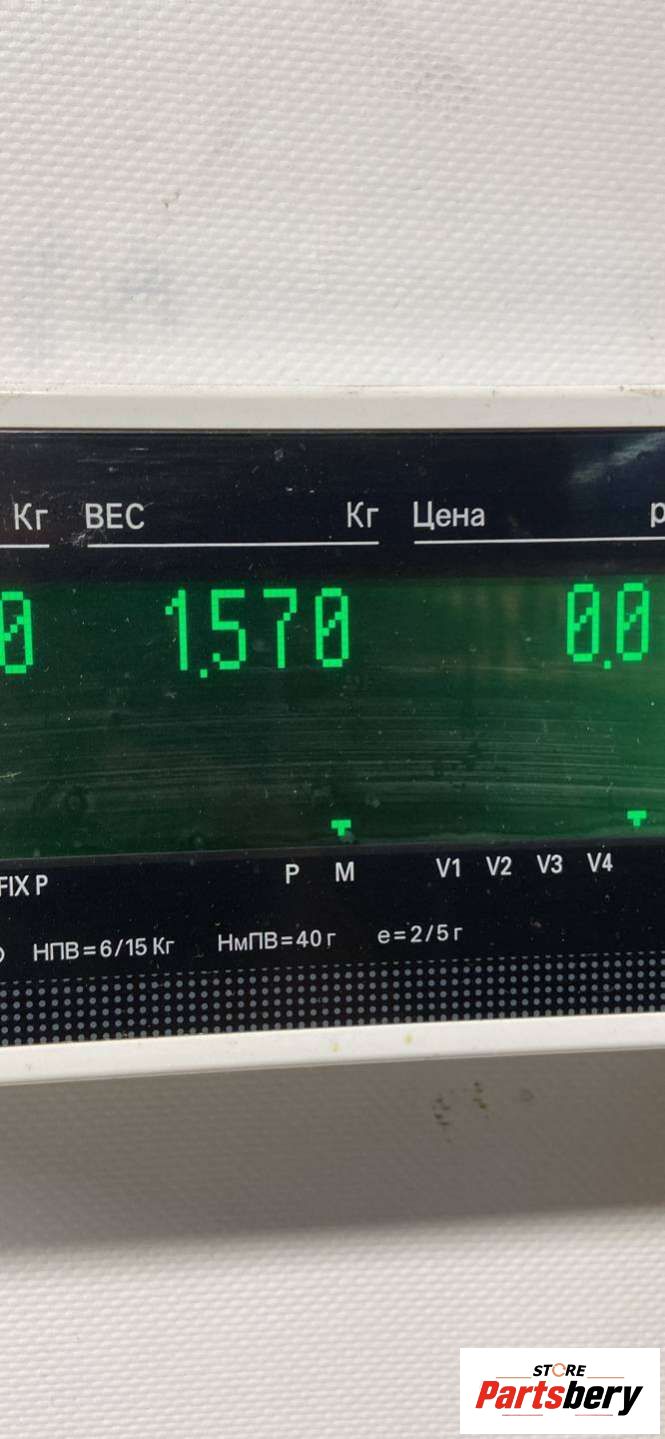 Кг ВЕС Кг Цена р
0 1.570 0.0
FIX P P M V1 V2 V3 V4
НПВ=6/15 Кг НмПВ=40 г е=2/5 г
STORE
Partsbery